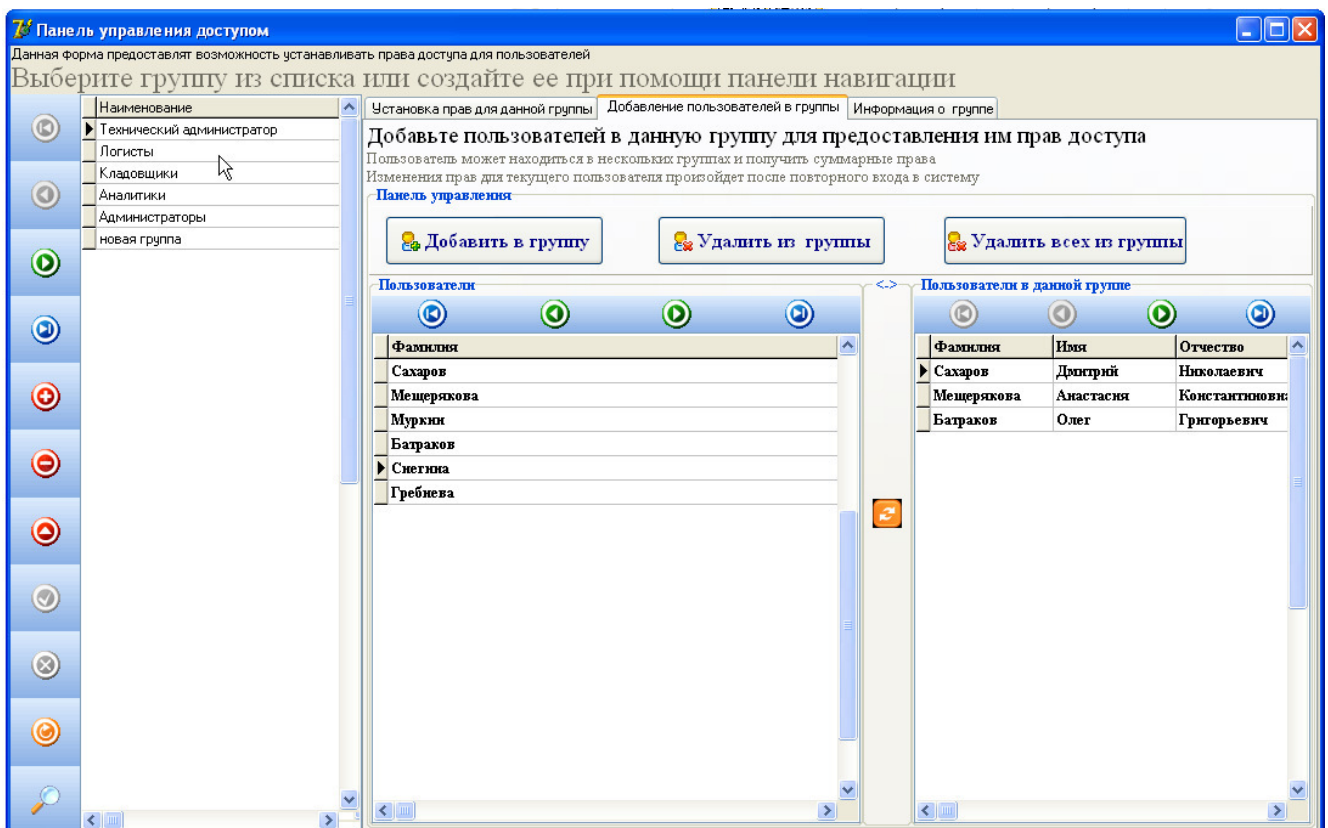 Панель управления доступом
Данная форма предоставлят возможность устанавливать права доступа для пользователей
Выберите группу из списка или создайте ее при помощи панели навигации
Наименование
Технический администратор
Логисты
Кладовщики
Аналитики
Администраторы
новая группа
Установка прав для данной группы Добавление пользователей в группы Информация о группе
Добавьте пользователей в данную группу для предоставления им прав доступа
Пользователь может находиться в нескольких группах и получить суммарные права
Изменения прав для текущего пользователя произойдет после повторного входа в систему
Панель управления
Добавить в группу Удалить из группы Удалить всех из группы
Пользователи
Фамилия
Сахаров
Мещерякова
Муркин
Батраков
Снегина
Гребнева
<->
Пользователи в данной группе
Фамилия Имя Отчество
Сахаров Дмитрий Николаевич
Мещерякова Анастасия Константиновна
Батраков Олег Григорьевич